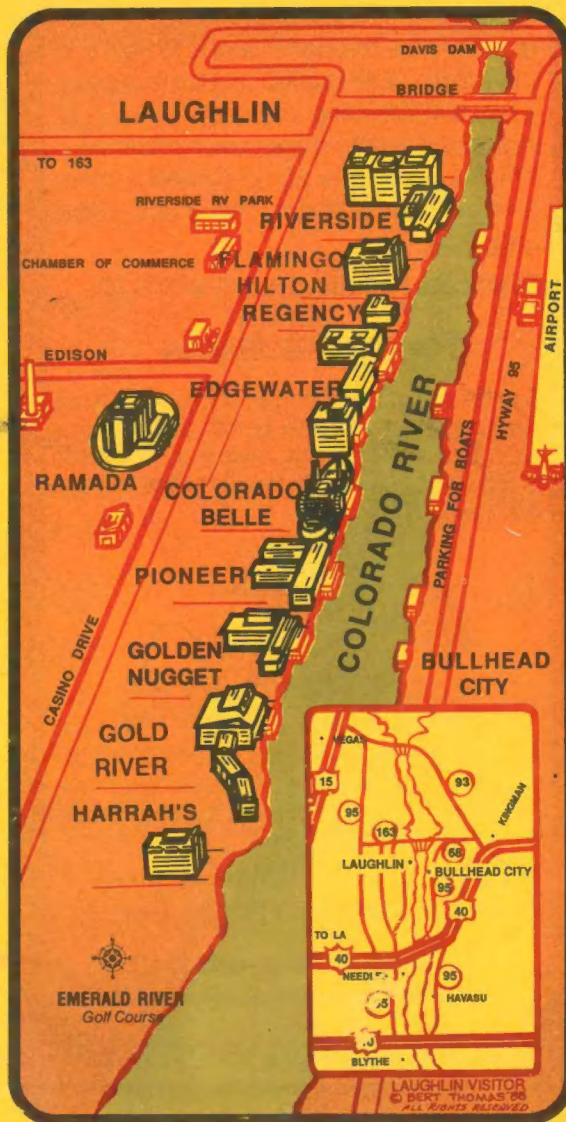 DAVIS DAM
BRIDGE
LAUGHLIN
TO 163
RIVERSIDE RV PARK
RIVERSIDE
CHAMBER OF COMMERCE
FLAMINGO
HILTON
REGENCY
AIRPORT
EDISON
EDGEWATER
HYWAY 95
RAMADA
COLORADO
BELLE
COLORADO RIVER
PARKING FOR BOATS
PIONEER
CASINO DRIVE
GOLDEN
NUGGET
BULLHEAD
CITY
GOLD
RIVER
HARRAH'S
VEGAS
15
93
95
163
KINGMAN
68
LAUGHLIN
BULLHEAD CITY
95
40
TO LA
40
NEEDLES
95
95
HAVASU
10
BLYTHE
EMERALD RIVER
Golf Course
LAUGHLIN VISITOR
© BERT THOMAS 88
ALL RIGHTS RESERVED